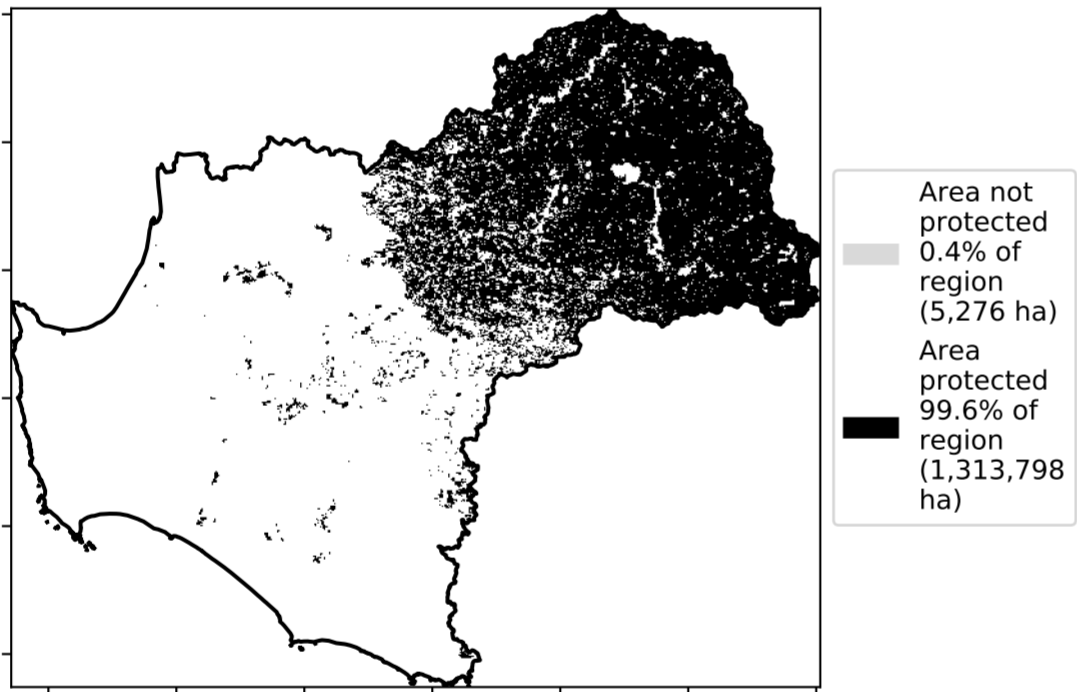 Area not
protected
0.4% of
region
(5,276 ha)
Area
protected
99.6% of
region
(1,313,798
ha)